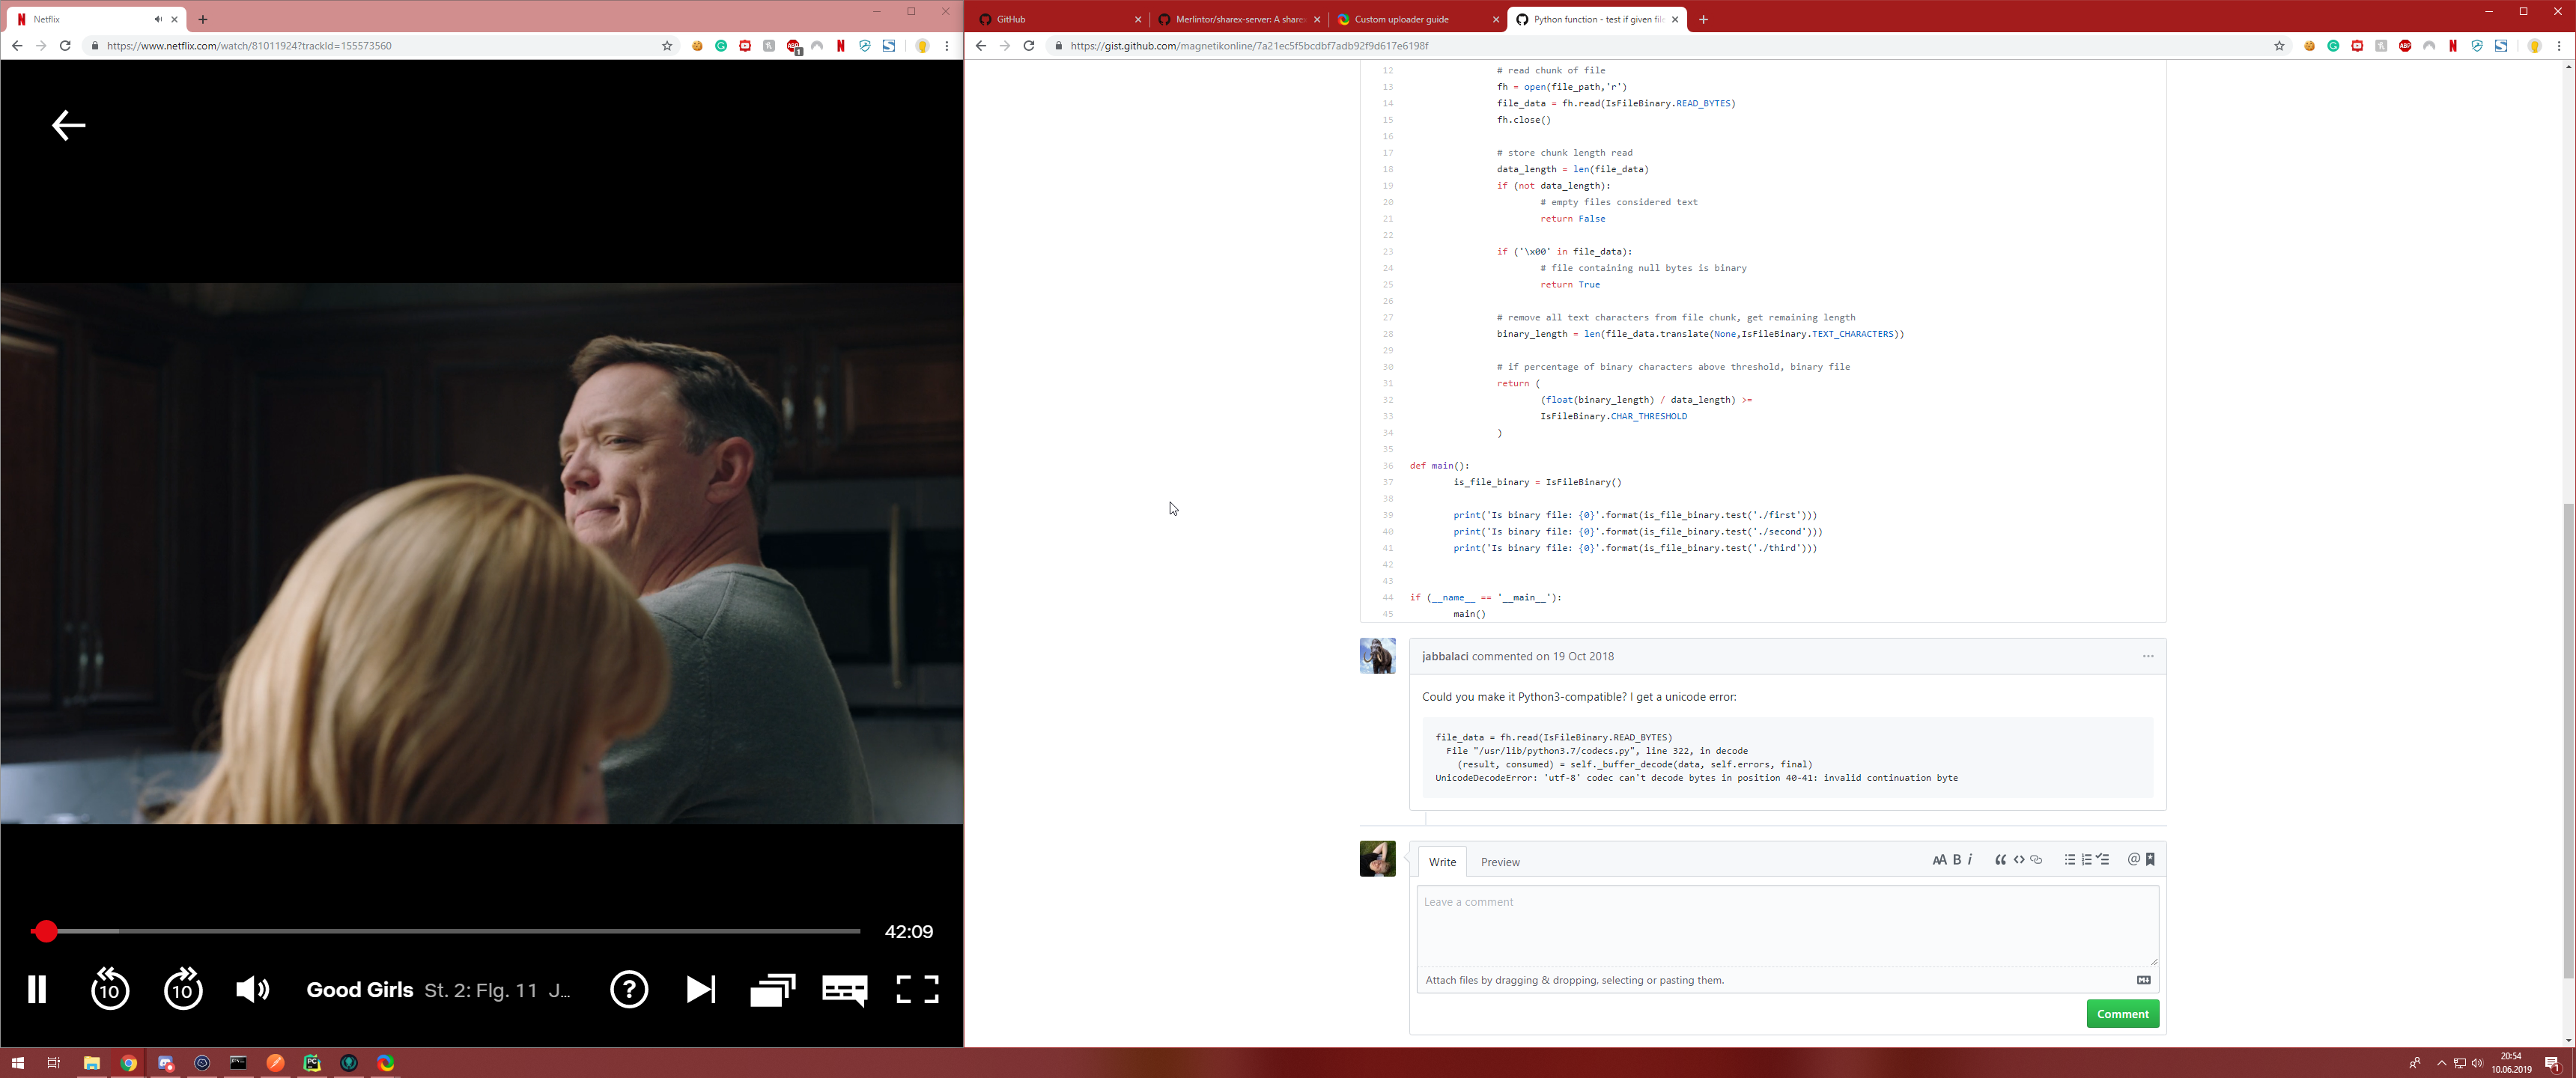 Netflix
https://www.netflix.com/watch/81011924?trackId=155573560
42:09
10
10
Good Girls St. 2: Flg. 11 J...
GitHub
Merlintor/sharex-server: A share
Custom uploader guide
Python function - test if given file
https://gist.github.com/magnetikonline/7a21ec5f5bcdbf7adb92f9d617e6198f
12 # read chunk of file
13 fh = open(file_path,'r')
14 file_data = fh.read(IsFileBinary.READ_BYTES)
15 fh.close()
16
17 # store chunk length read
18 data_length = len(file_data)
19 if (not data_length):
20 # empty files considered text
21 return False
22
23 if ('\x00' in file_data):
24 # file containing null bytes is binary
25 return True
26
27 # remove all text characters from file chunk, get remaining length
28 binary_length = len(file_data.translate(None,IsFileBinary.TEXT_CHARACTERS))
29
30 # if percentage of binary characters above threshold, binary file
31 return (
32 (float(binary_length) / data_length) >=
33 IsFileBinary.CHAR_THRESHOLD
34 )
35
36 def main():
37 is_file_binary = IsFileBinary()
38
39 print('Is binary file: {0}'.format(is_file_binary.test('./first')))
40 print('Is binary file: {0}'.format(is_file_binary.test('./second')))
41 print('Is binary file: {0}'.format(is_file_binary.test('./third')))
42
43
44 if (__name__ == '__main__'):
45 main()
jabbalaci commented on 19 Oct 2018
Could you make it Python3-compatible? I get a unicode error:
file_data = fh.read(IsFileBinary.READ_BYTES)
File "/usr/lib/python3.7/codecs.py", line 322, in decode
(result, consumed) = self._buffer_decode(data, self.errors, final)
UnicodeDecodeError: 'utf-8' codec can't decode bytes in position 40-41: invalid continuation byte
Write Preview
Leave a comment
Attach files by dragging & dropping, selecting or pasting them.
Comment
20:54
10.06.2019